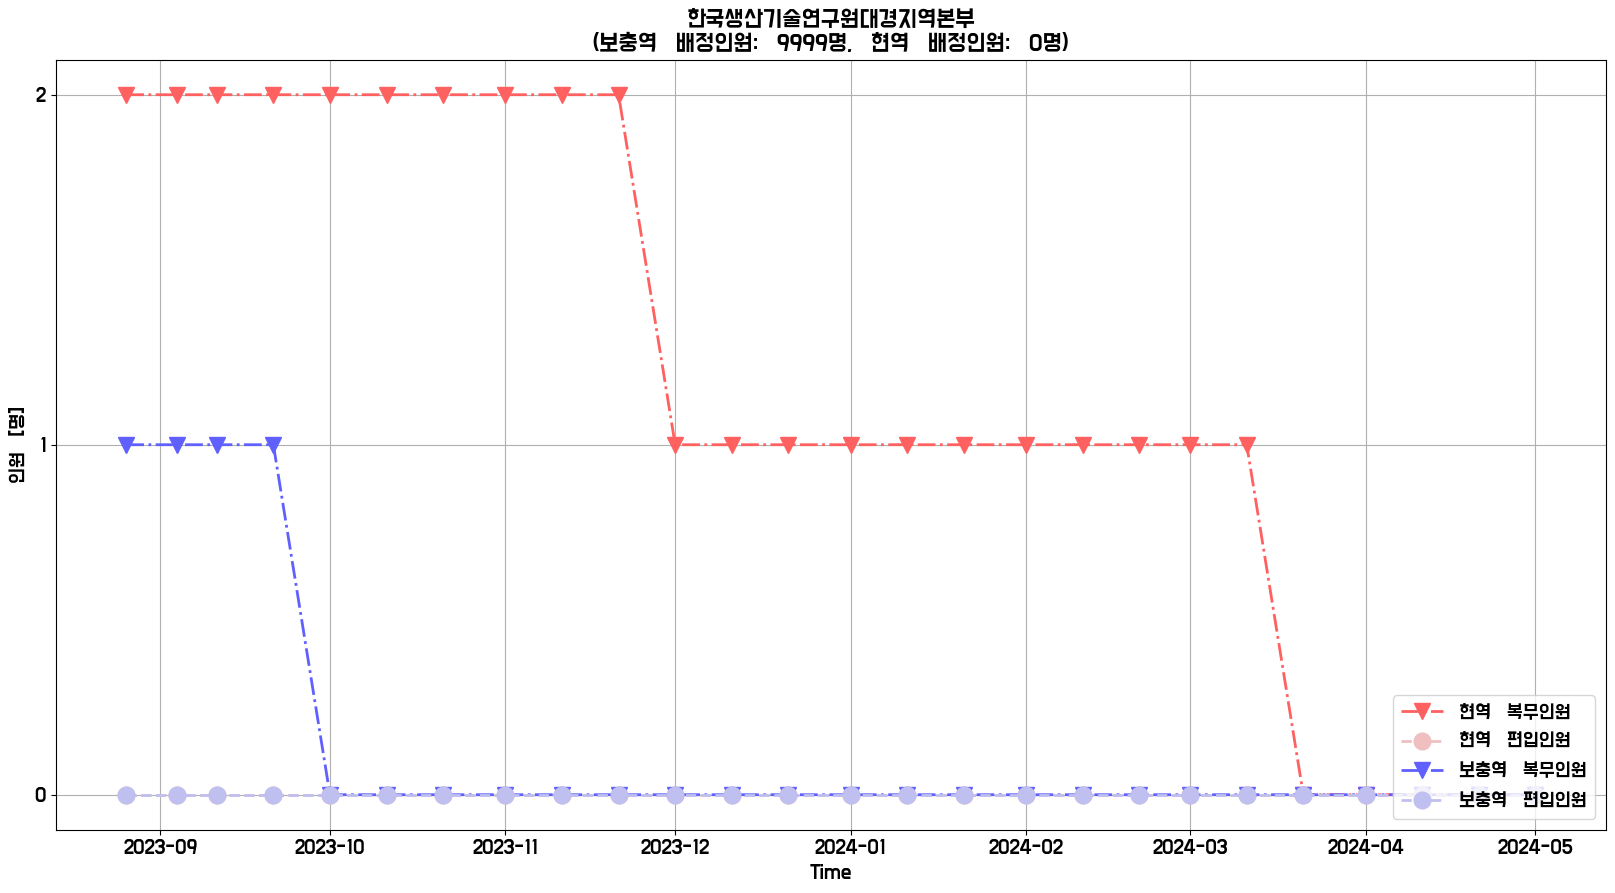 한국생산기술연구원대경지역본부
(보충역 배정인원: 9999명, 현역 배정인원: 0명)
인원 [명]
2
1
0
현역 복무인원
현역 편입인원
보충역 복무인원
보충역 편입인원
2023-09
2023-10
2023-11
2023-12
2024-01
2024-02
2024-03
2024-04
2024-05
Time